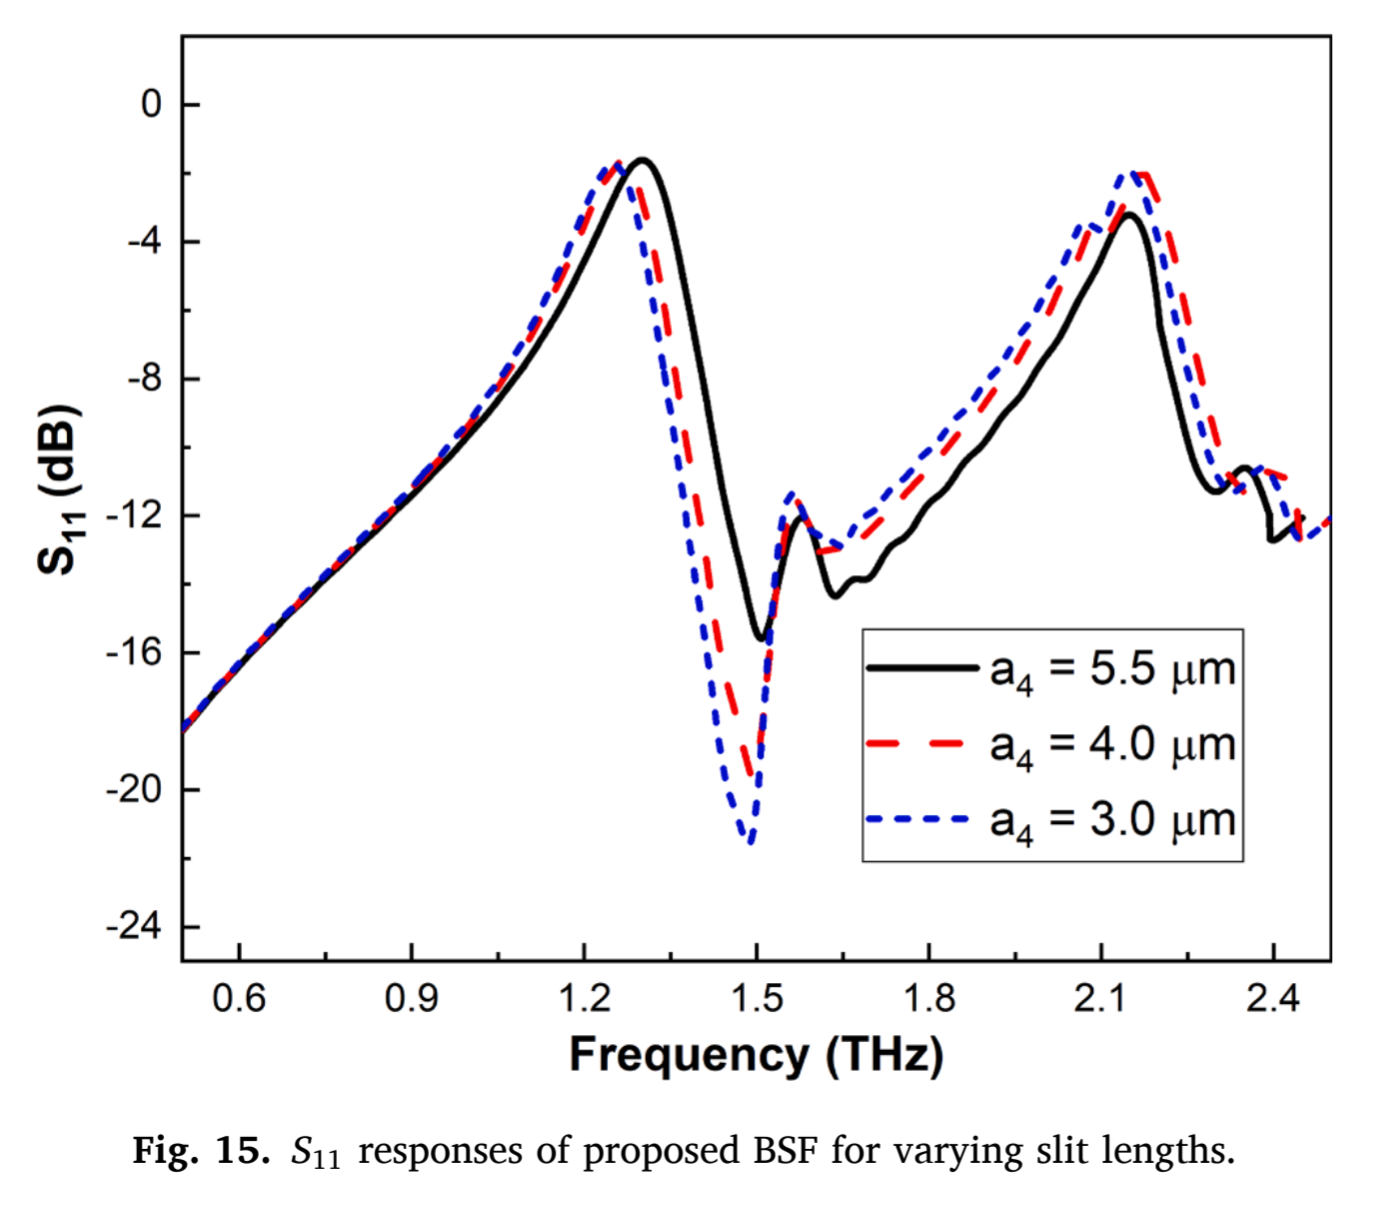 0
-4
-8
-12
-16
-20
-24
S11 (dB)
a4 = 5.5 μm
a4 = 4.0 μm
a4 = 3.0 μm
0.6 0.9 1.2 1.5 1.8 2.1 2.4
Frequency (THz)
Fig. 15. S11 responses of proposed BSF for varying slit lengths.